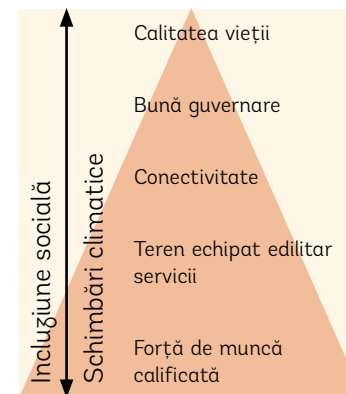 Calitatea vieții
Bună guvernare
Conectivitate
Teren echipat edilitar
servicii
Forță de muncă
calificată
Incluziune socială
Schimbări climatice